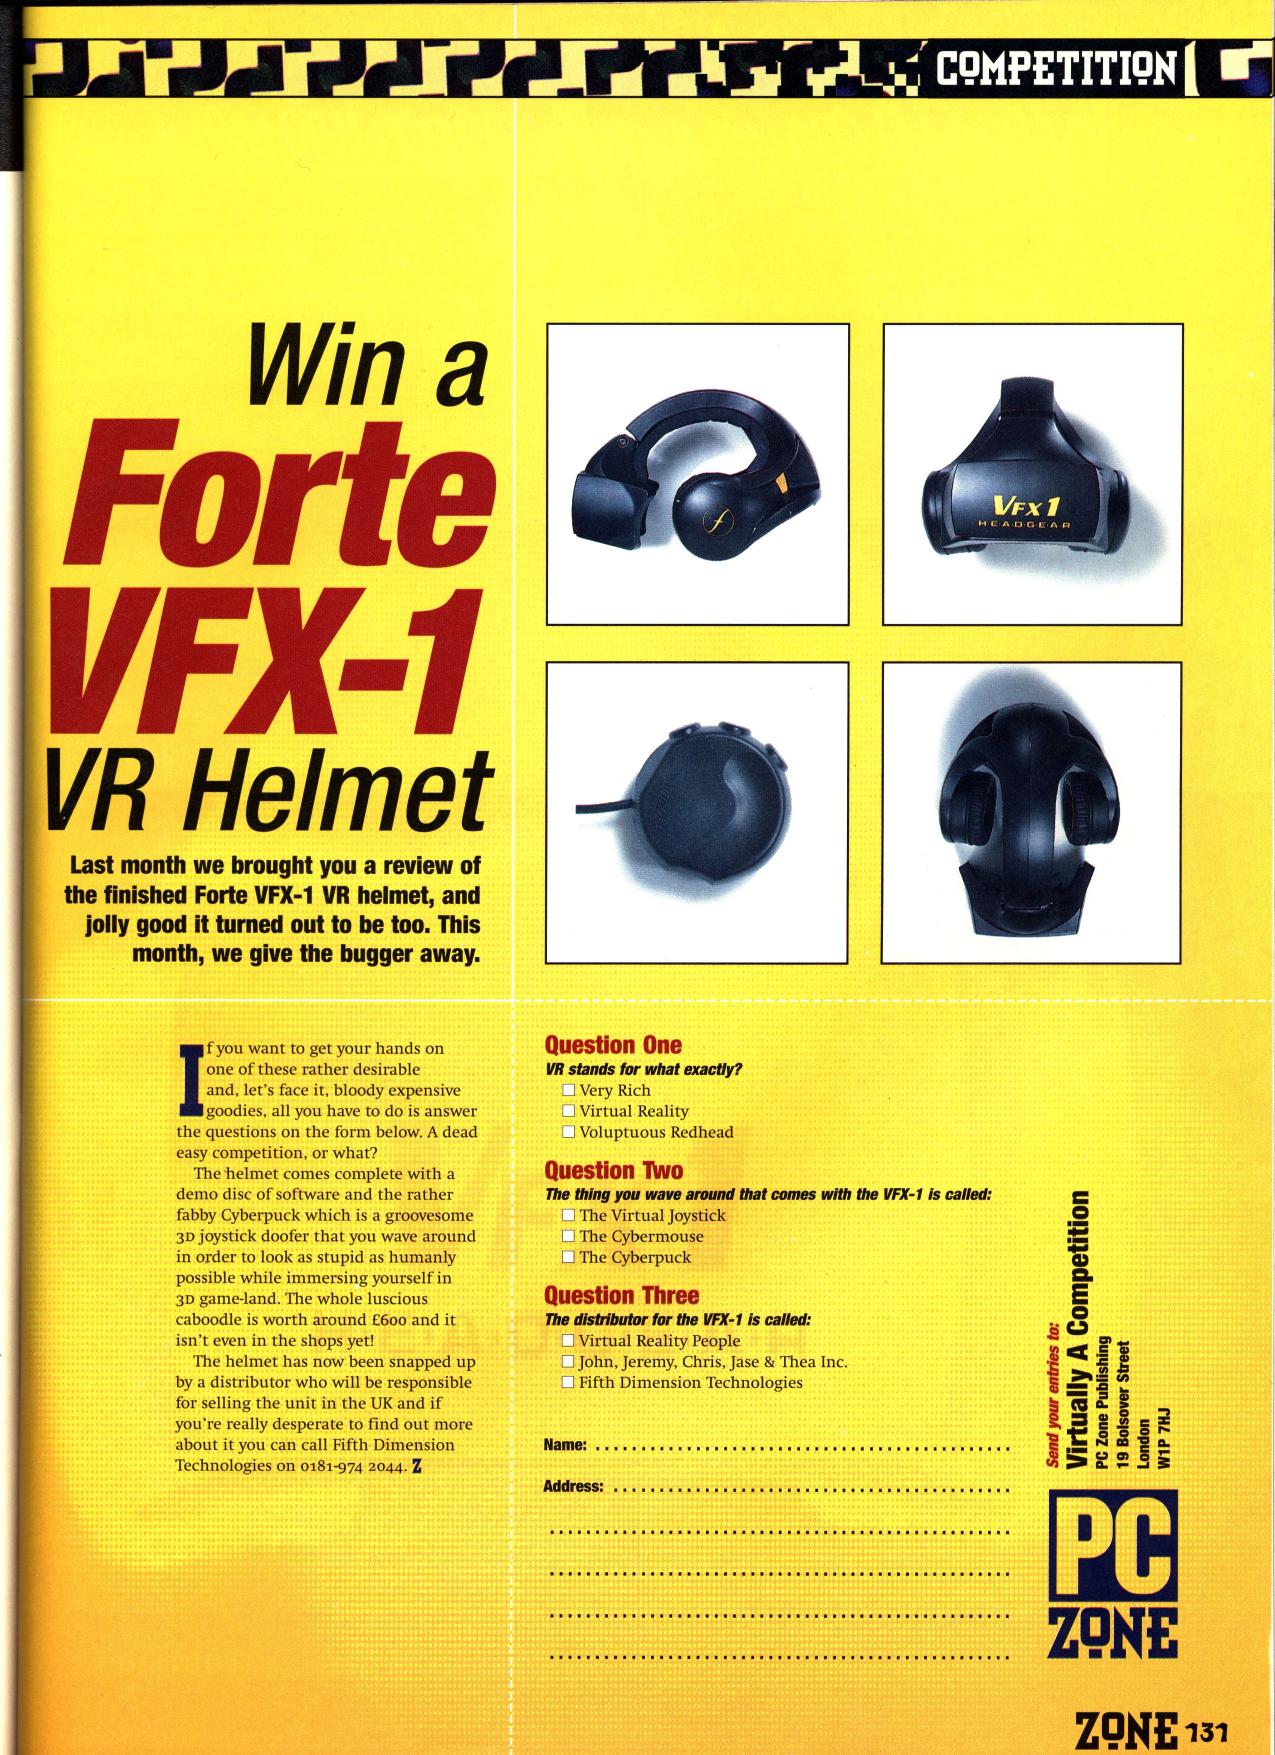 COMPETITION
Win a
Forte
VFX-1
VR Helmet
Last month we brought you a review of
the finished Forte VFX-1 VR helmet, and
jolly good it turned out to be too. This
month, we give the bugger away.
VFX1
H·E·A·D·G·E·A·R
If you want to get your hands on
one of these rather desirable
and, let's face it, bloody expensive
goodies, all you have to do is answer
the questions on the form below. A dead
easy competition, or what?
The helmet comes complete with a
demo disc of software and the rather
fabby Cyberpuck which is a groovesome
3D joystick doofer that you wave around
in order to look as stupid as humanly
possible while immersing yourself in
3D game-land. The whole luscious
caboodle is worth around £600 and it
isn't even in the shops yet!
The helmet has now been snapped up
by a distributor who will be responsible
for selling the unit in the UK and if
you're really desperate to find out more
about it you can call Fifth Dimension
Technologies on 0181-974 2044. Z
Question One
VR stands for what exactly?
Very Rich
Virtual Reality
Voluptuous Redhead
Question Two
The thing you wave around that comes with the VFX-1 is called:
The Virtual Joystick
The Cybermouse
The Cyberpuck
Question Three
The distributor for the VFX-1 is called:
Virtual Reality People
John, Jeremy, Chris, Jase & Thea Inc.
Fifth Dimension Technologies
Name:
Address:
Send your entries to:
Virtually A Competition
PC Zone Publishing
19 Bolsover Street
London
W1P 7HJ
PC
ZONE
ZONE 131